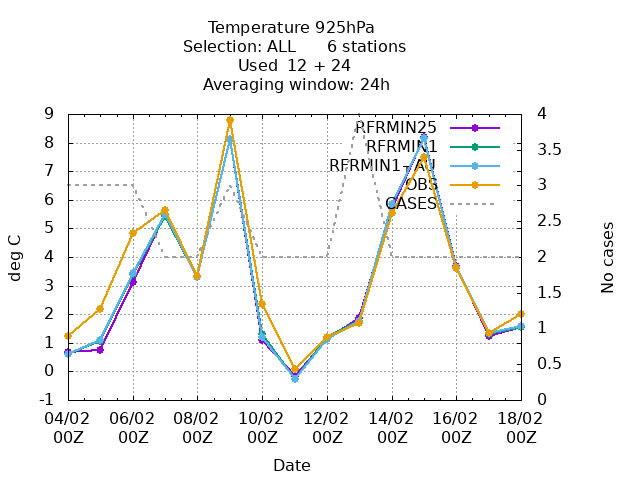 Temperature 925hPa
Selection: ALL 6 stations
Used 12 + 24
Averaging window: 24h
9 4
8
7 3.5
6 3
5 2.5
4 2
3 1.5
2 1
1
0 0.5
-1 0
deg C
No cases
RFRMIN25
RFRMIN1
RFRMIN1+AU
OBS
CASES
04/02 06/02 08/02 10/02 12/02 14/02 16/02 18/02
00Z 00Z 00Z 00Z 00Z 00Z 00Z 00Z
Date